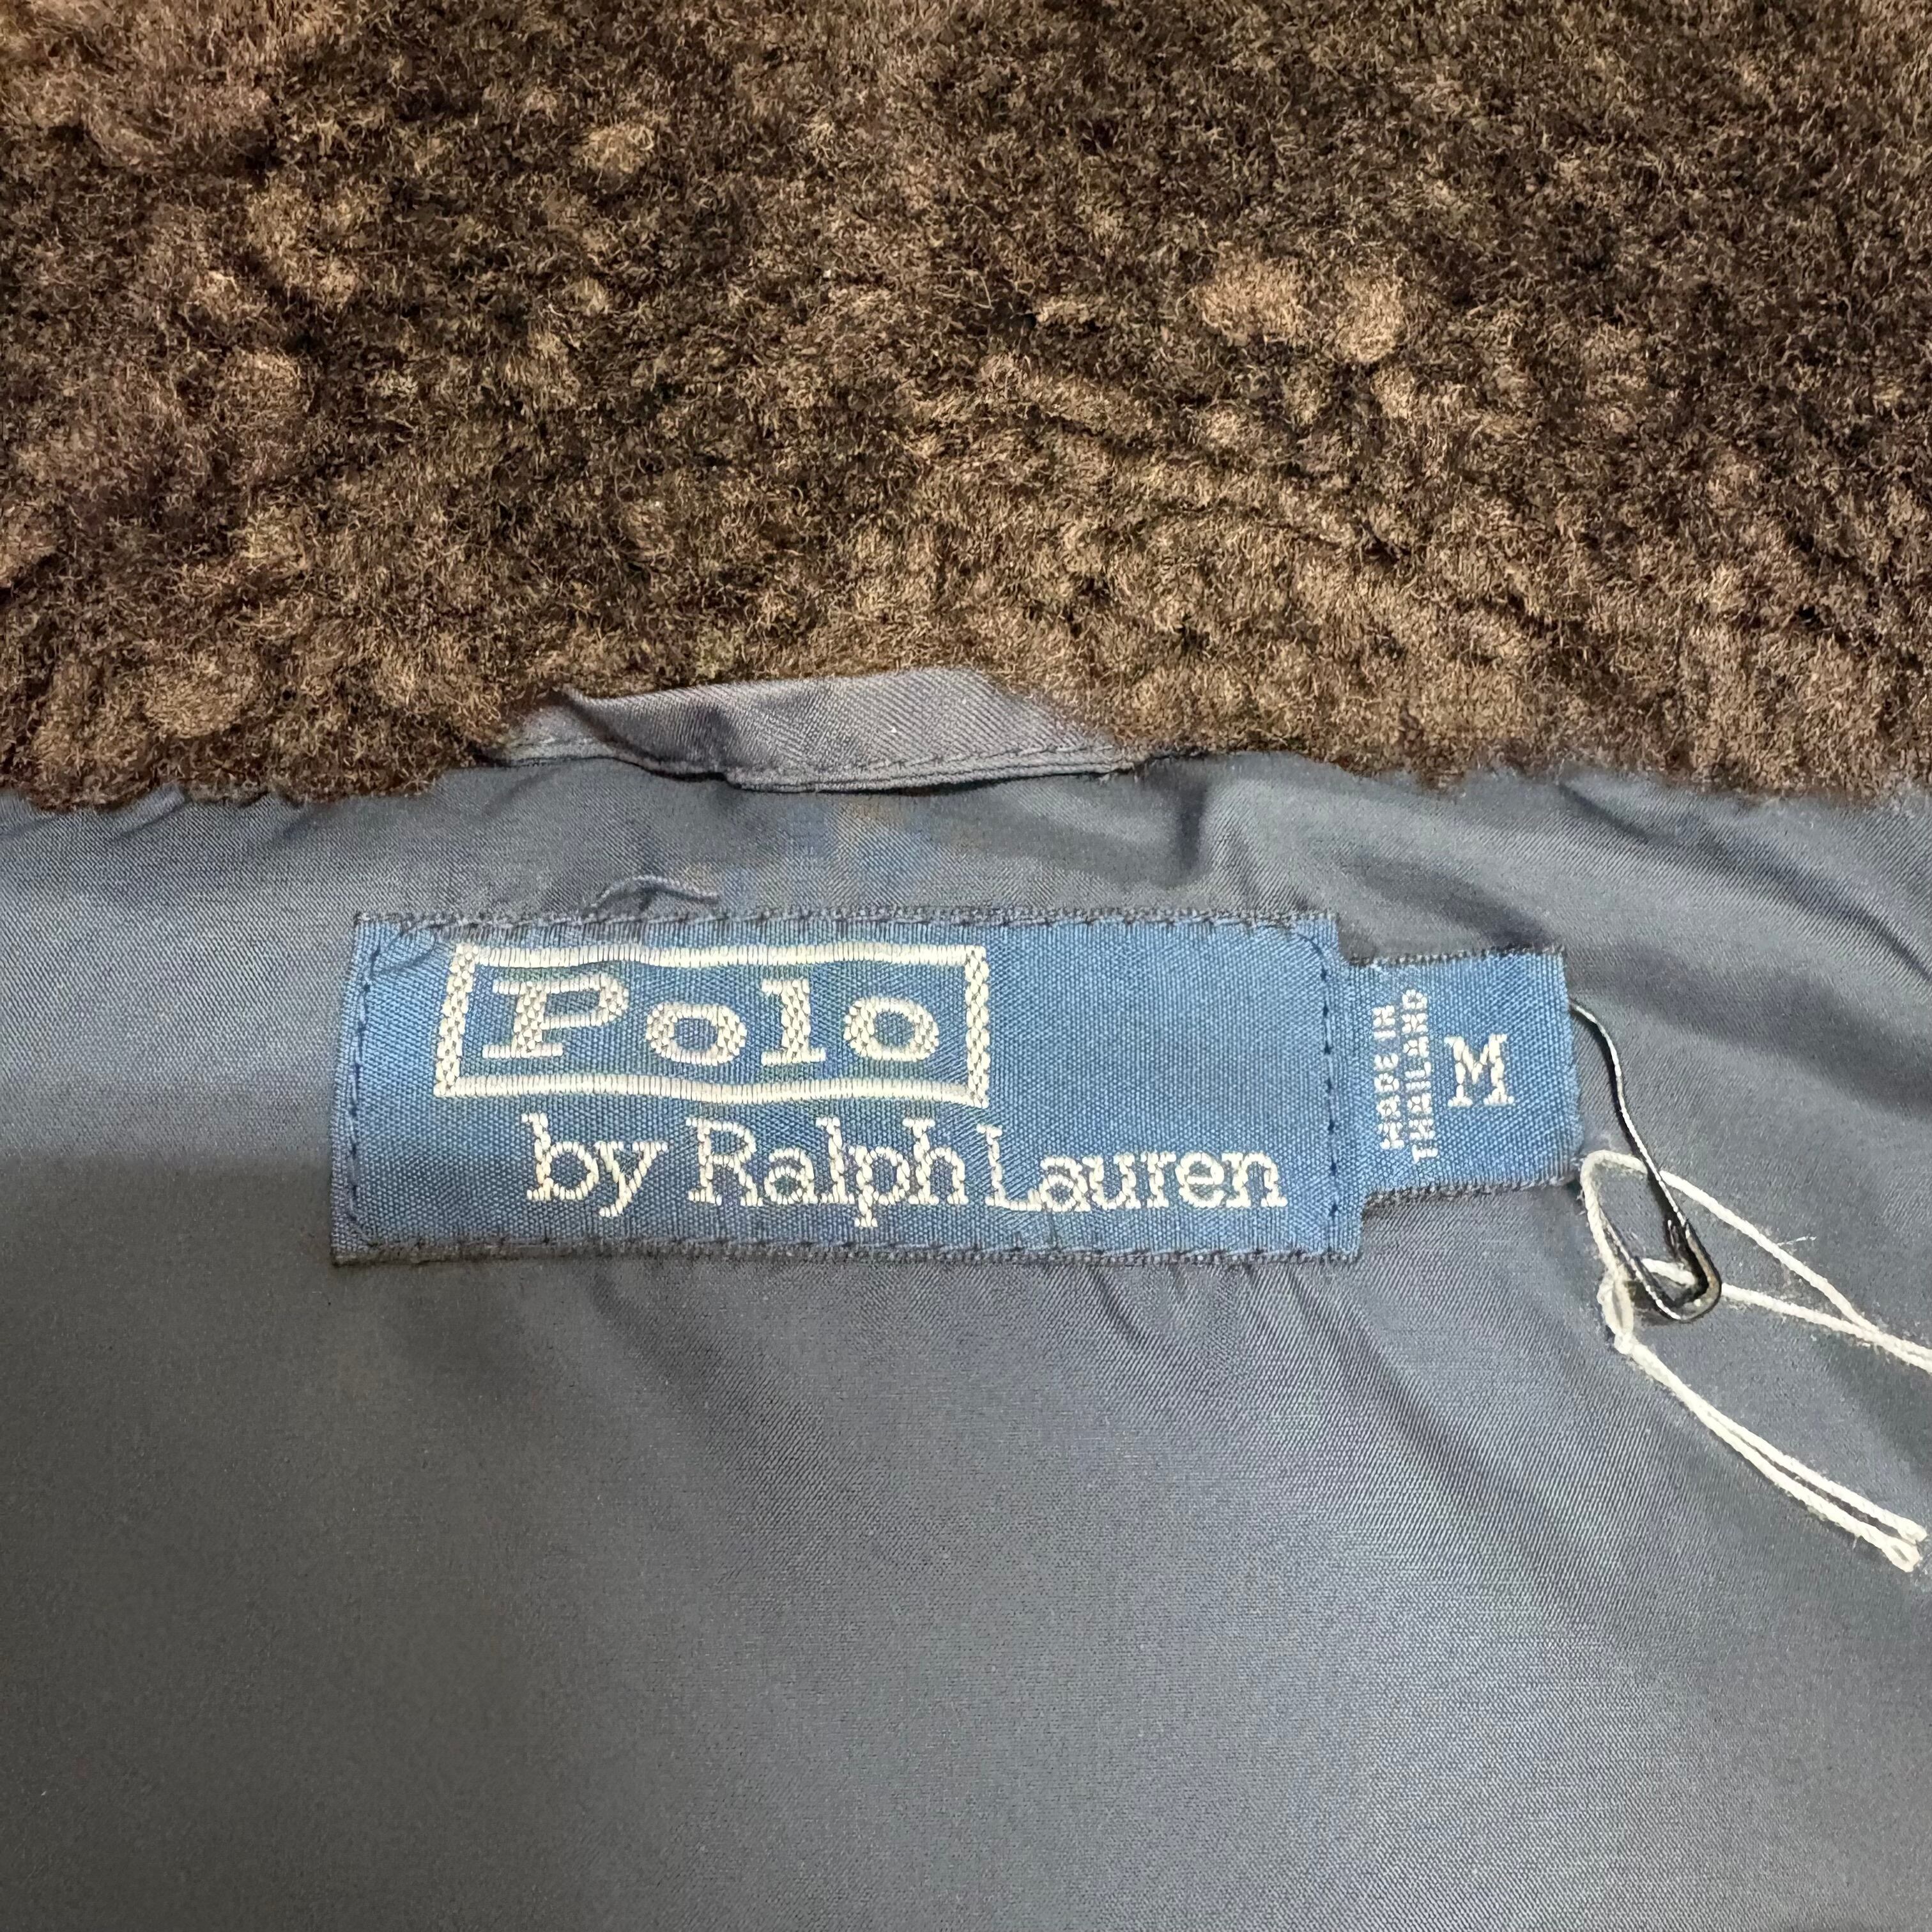 Polo
by Ralph Lauren
MADE IN
THAILAND
M